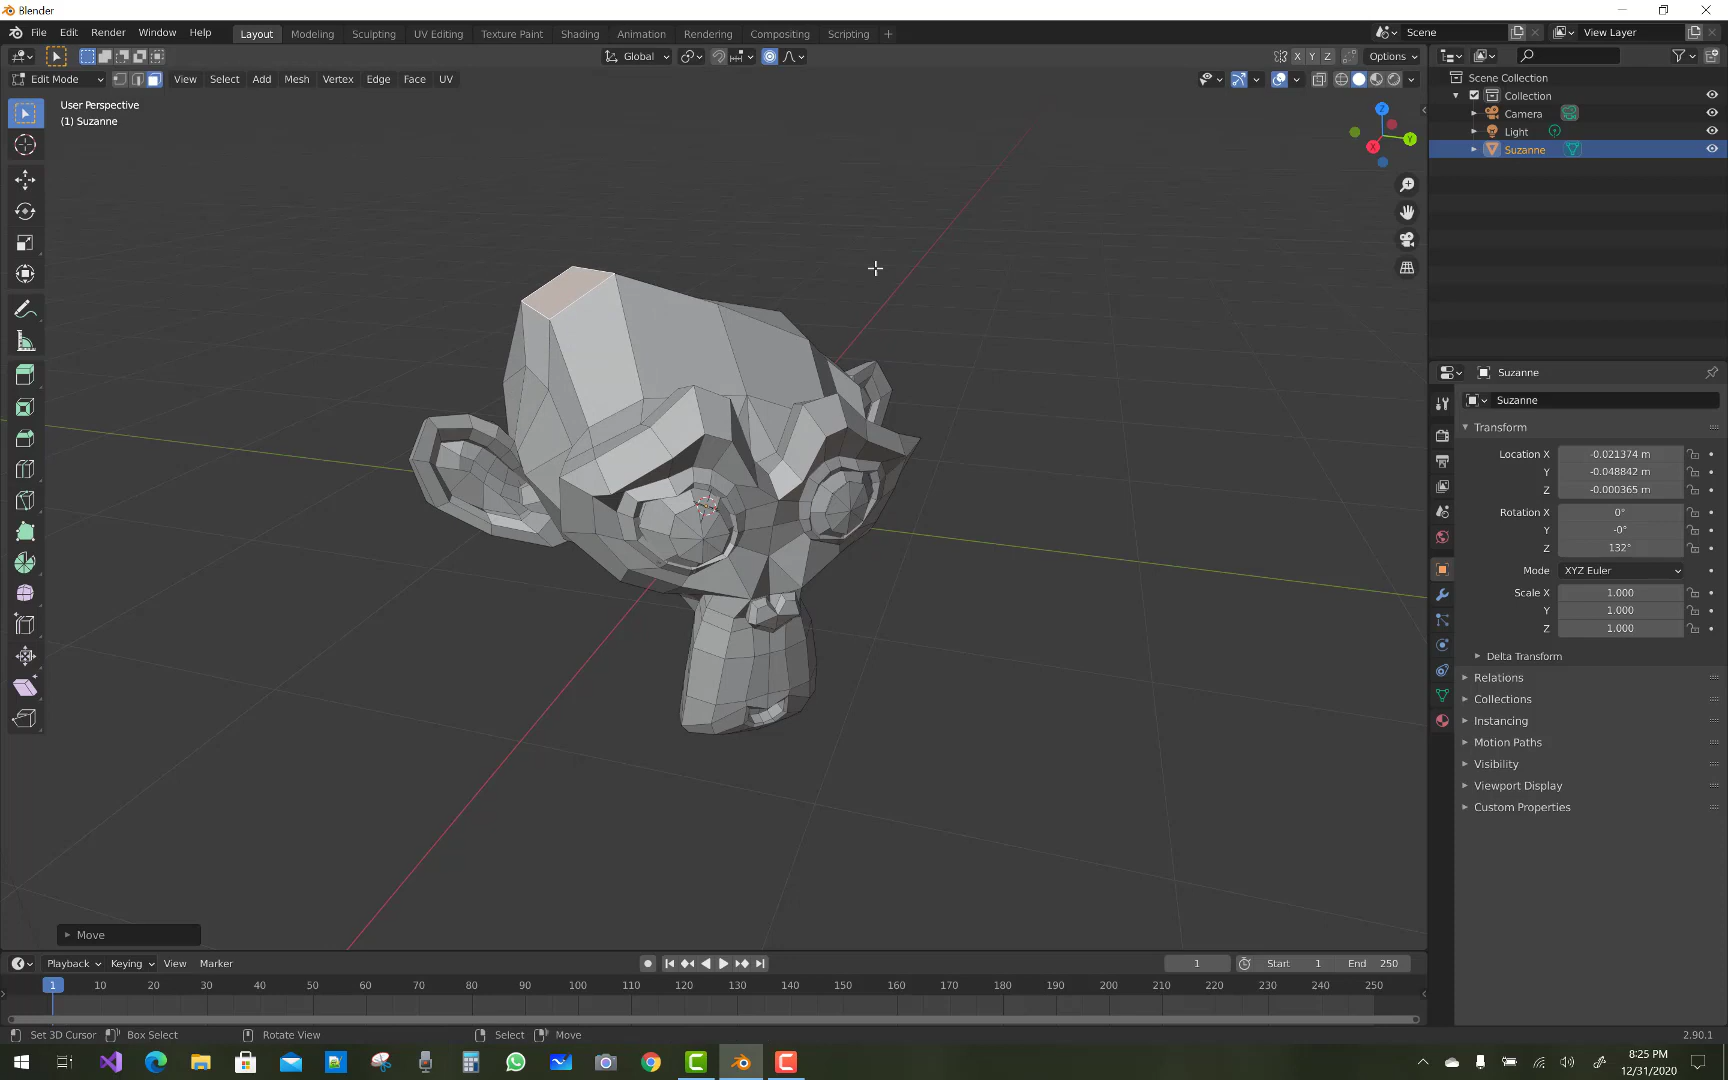 Blender
File Edit Render Window Help
Layout Modeling Sculpting UV Editing Texture Paint Shading Animation Rendering Compositing Scripting +
Scene
View Layer
Global
X Y Z
Options
Edit Mode
View Select Add Mesh Vertex Edge Face UV
User Perspective
(1) Suzanne
Z
Y
X
Scene Collection
Collection
Camera
Light
Suzanne
Suzanne
Suzanne
Transform
Location X -0.021374 m
Y -0.048842 m
Z -0.000365 m
Rotation X 0°
Y -0°
Z 132°
Mode XYZ Euler
Scale X 1.000
Y 1.000
Z 1.000
Delta Transform
Relations
Collections
Instancing
Motion Paths
Visibility
Viewport Display
Custom Properties
Move
Playback Keying View Marker
1
Start 1
End 250
1 10 20 30 40 50 60 70 80 90 100 110 120 130 140 150 160 170 180 190 200 210 220 230 240 250
Set 3D Cursor Box Select Rotate View Select Move
2.90.1
8:25 PM
12/31/2020